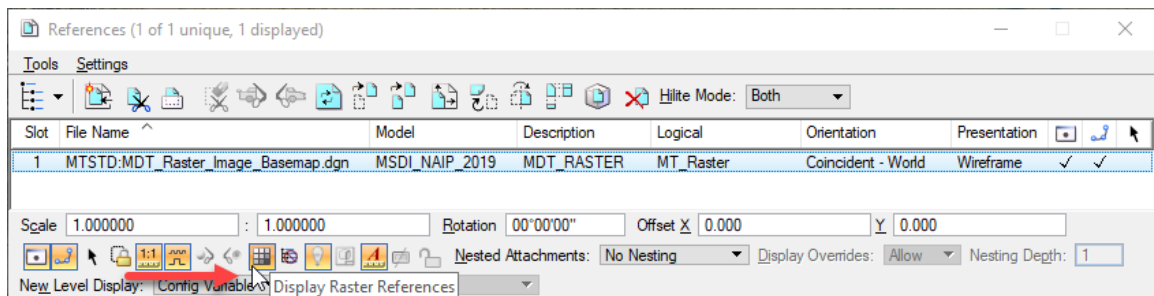 References (1 of 1 unique, 1 displayed)
Tools Settings
Hilite Mode: Both
Slot File Name Model Description Logical Orientation Presentation
1 MTSTD:MDT_Raster_Image_Basemap.dgn MSDI_NAIP_2019 MDT_RASTER MT_Raster Coincident - World Wireframe
Scale 1.000000 : 1.000000 Rotation 00°00'00" Offset X 0.000 Y 0.000
1:1 A Nested Attachments: No Nesting Display Overrides: Allow Nesting Depth: 1
New Level Display: Config Variable Display Raster References